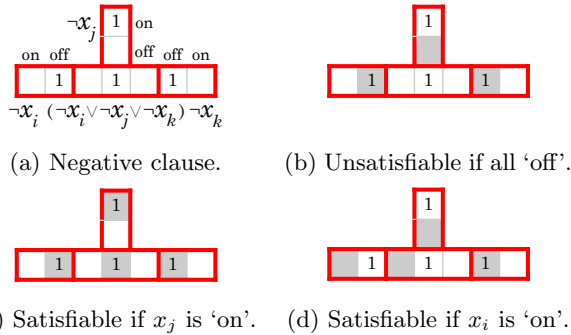 ¬x_j 1 on 1
on off off off on
1 1 1 1 1 1
¬x_i (¬x_i ∨ ¬x_j ∨ ¬x_k) ¬x_k
(a) Negative clause. (b) Unsatisfiable if all ‘off’.
1 1
1 1 1 1 1 1
) Satisfiable if x_j is ‘on’. (d) Satisfiable if x_i is ‘on’.